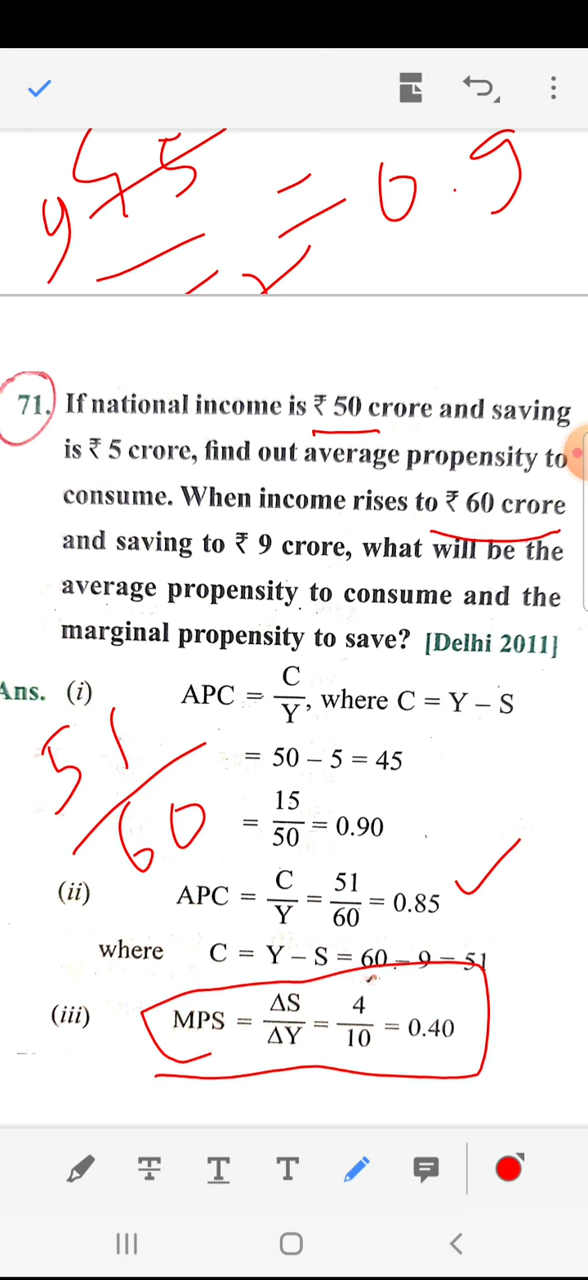 45
= 0.9
71. If national income is ₹ 50 crore and saving
is ₹ 5 crore, find out average propensity to
consume. When income rises to ₹ 60 crore
and saving to ₹ 9 crore, what will be the
average propensity to consume and the
marginal propensity to save? [Delhi 2011]
Ans. (i) APC = C/Y, where C = Y – S
= 50 – 5 = 45
= 15/50 = 0.90
51/60
(ii) APC = C/Y = 51/60 = 0.85
where C = Y – S = 60 – 9 = 51
(iii) MPS = ΔS/ΔY = 4/10 = 0.40
T T T